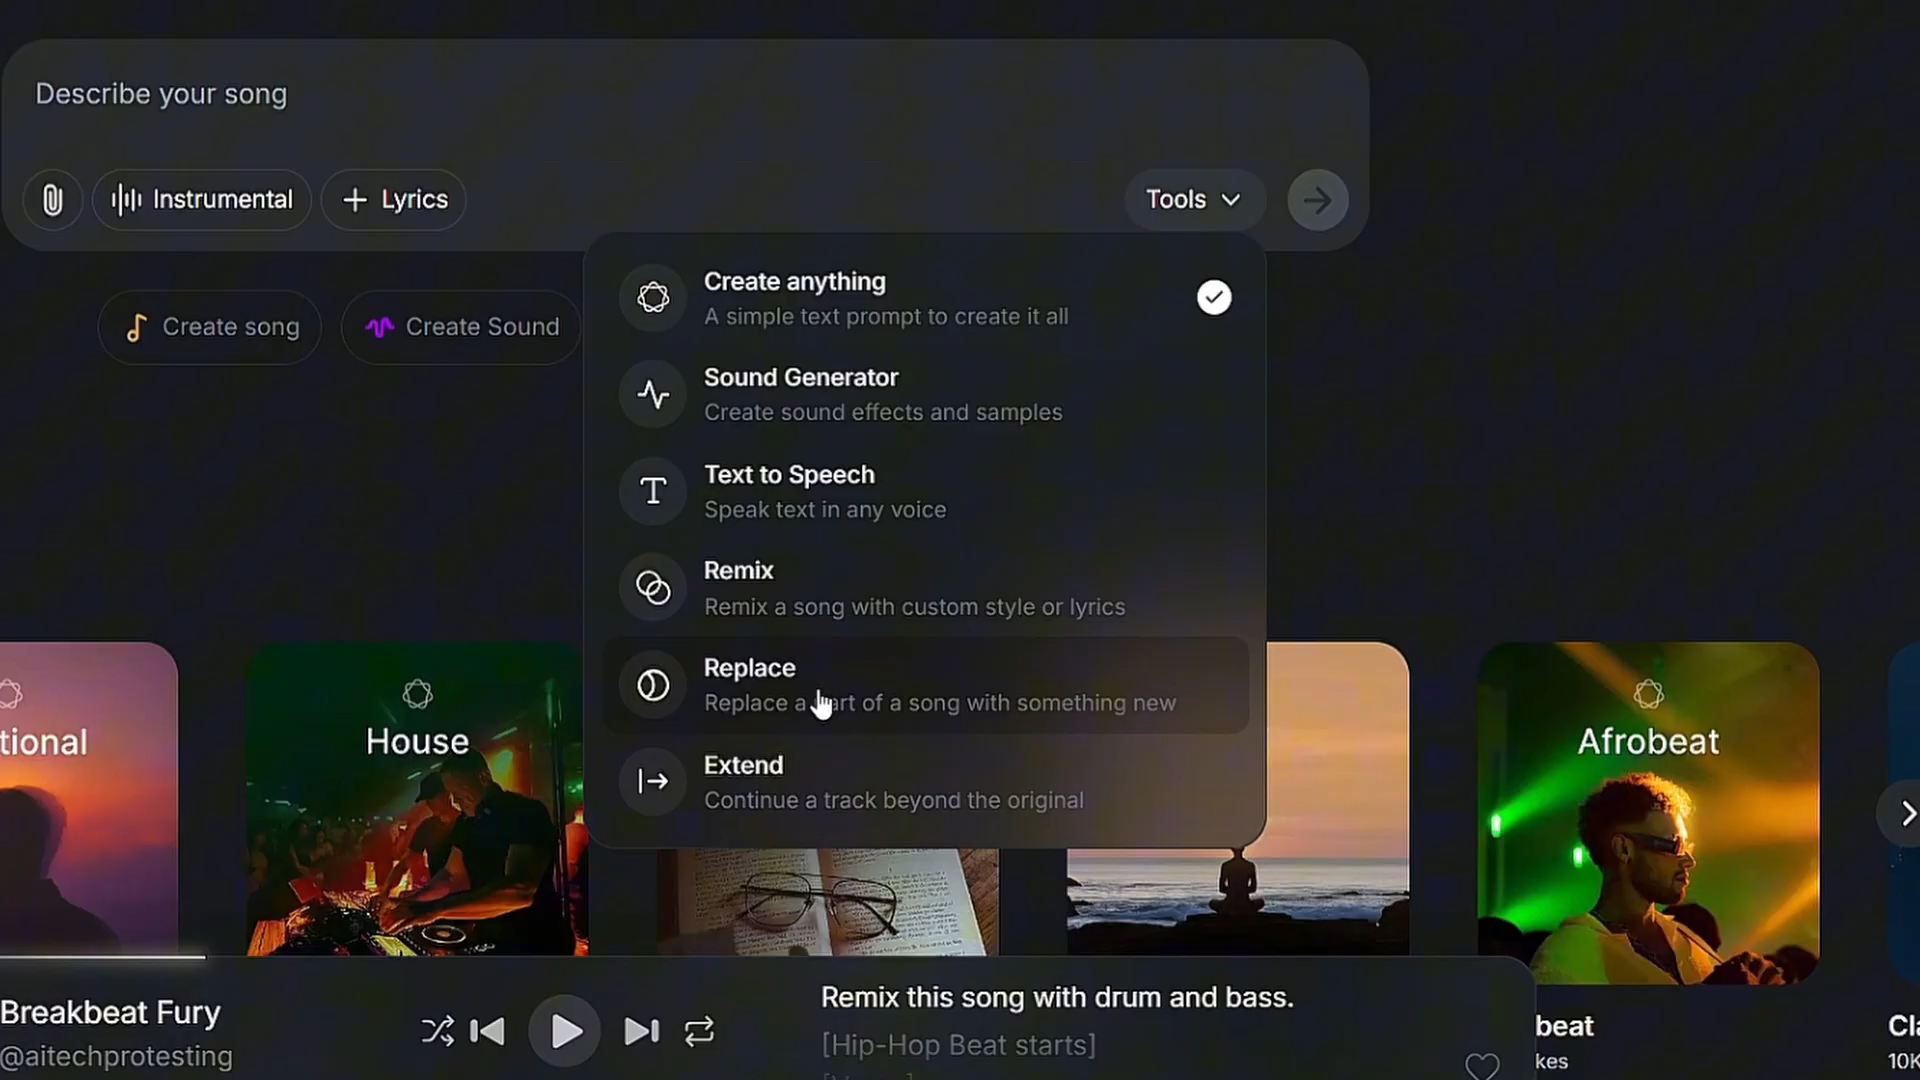 Describe your song
Instrumental
Lyrics
Tools
Create song
Create Sound
Create anything
A simple text prompt to create it all
Sound Generator
Create sound effects and samples
Text to Speech
Speak text in any voice
Remix
Remix a song with custom style or lyrics
Replace
Replace a part of a song with something new
Extend
Continue a track beyond the original
tional
House
Afrobeat
Breakbeat Fury
@aitechprotesting
Remix this song with drum and bass.
[Hip-Hop Beat starts]
beat
kes
Cla
10K